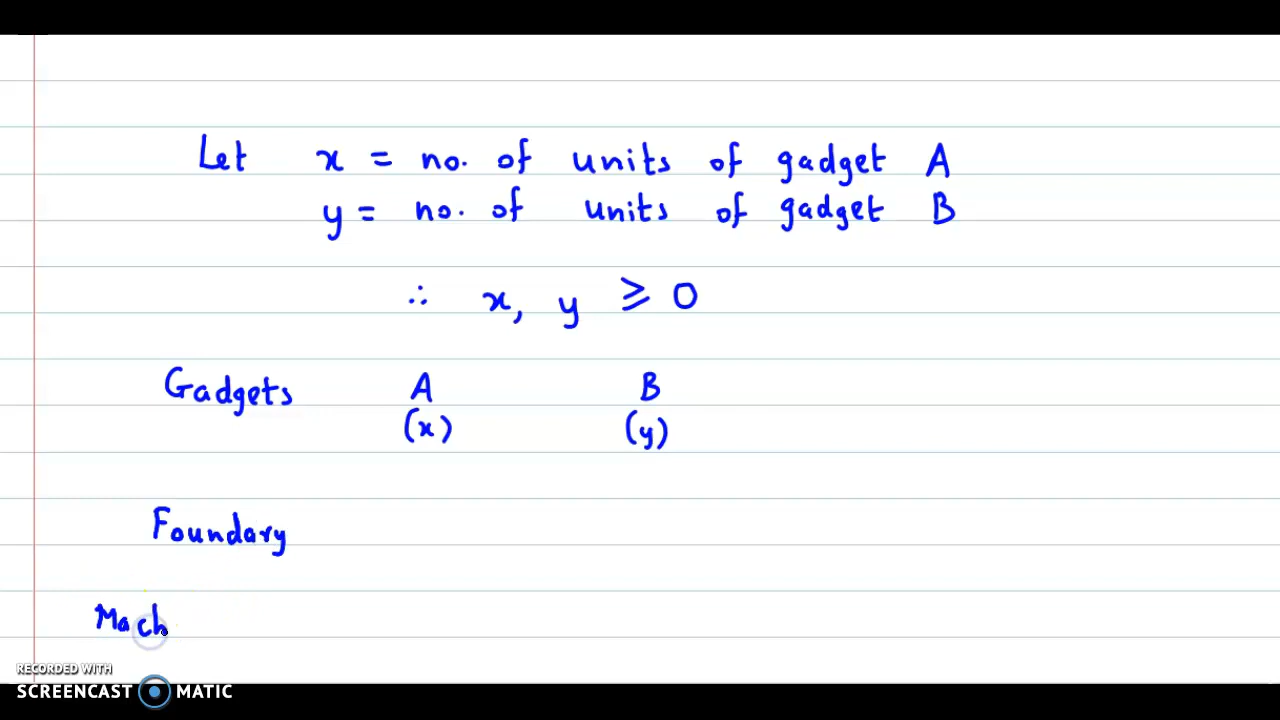 Let x = no. of units of gadget A
y = no. of units of gadget B
∴ x, y ≥ 0
Gadgets A B
(x) (y)
Foundary
Mach
RECORDED WITH
SCREENCAST MATIC